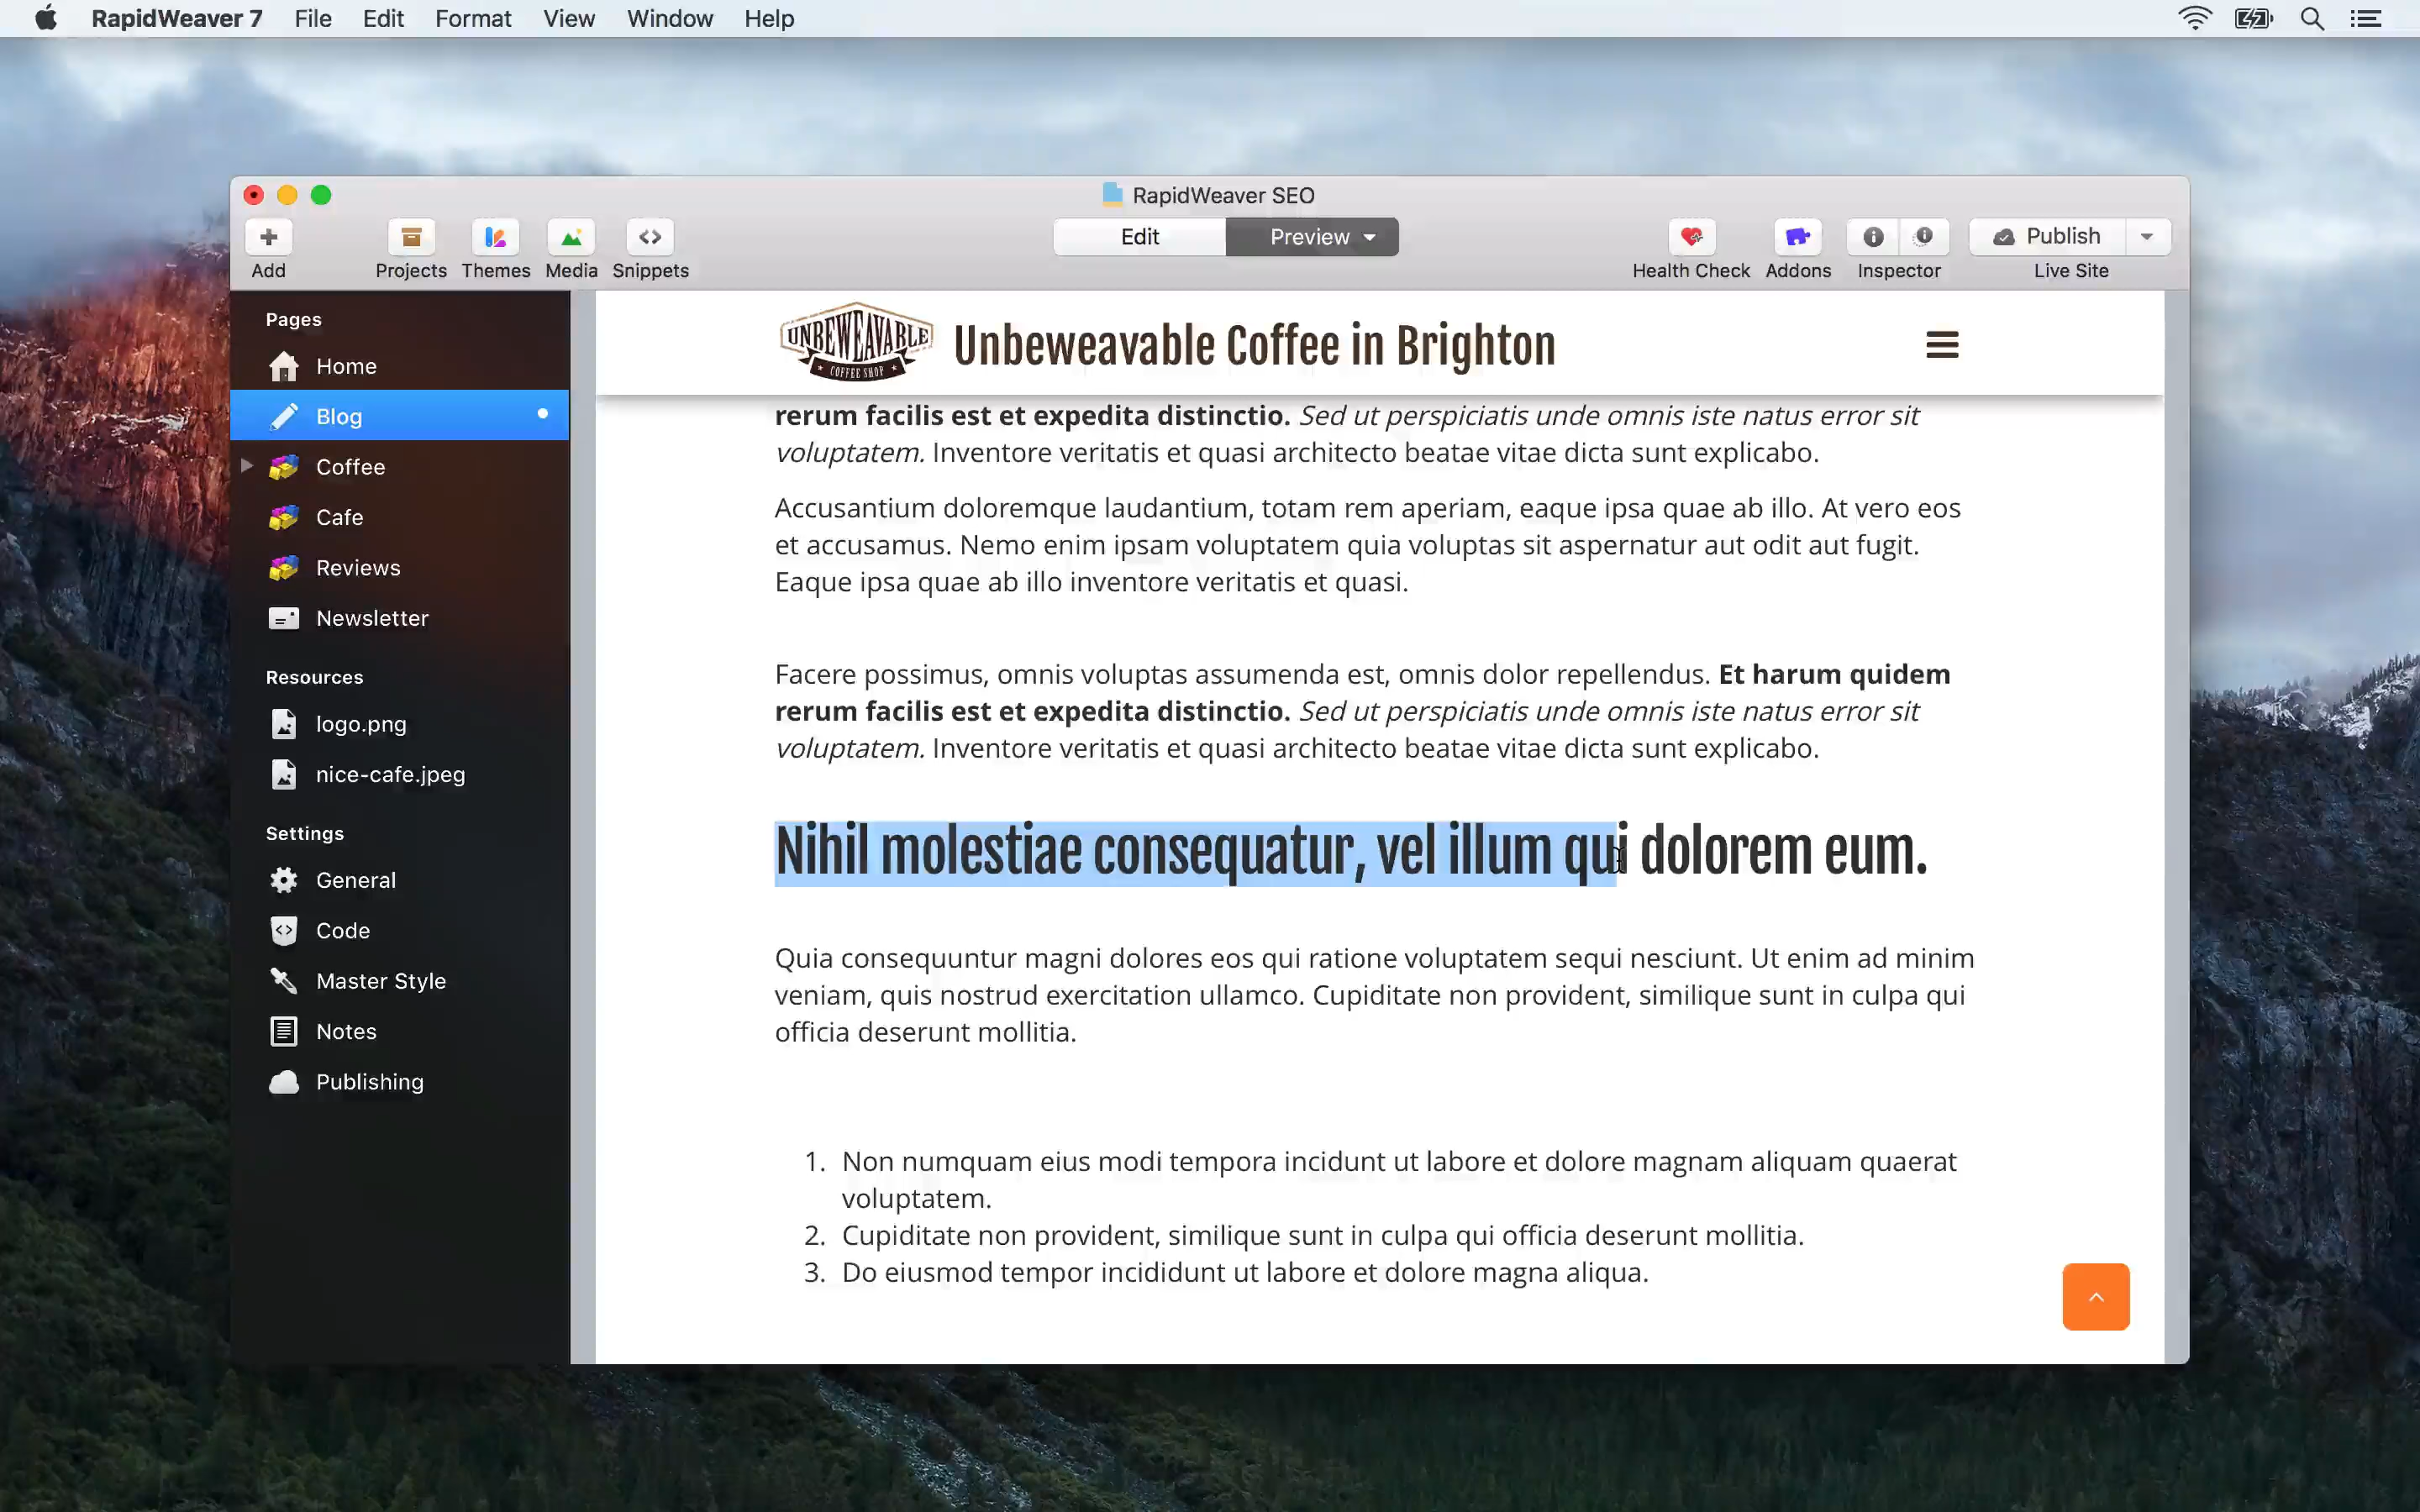 RapidWeaver 7 File Edit Format View Window Help
RapidWeaver SEO
Edit Preview
Publish
Add Projects Themes Media Snippets Health Check Addons Inspector Live Site
Pages
Home
Blog
Coffee
Cafe
Reviews
Newsletter
Resources
logo.png
nice-cafe.jpeg
Settings
General
Code
Master Style
Notes
Publishing
UNBEWEAVABLE
COFFEE SHOP
Unbeweavable Coffee in Brighton
rerum facilis est et expedita distinctio. Sed ut perspiciatis unde omnis iste natus error sit
voluptatem. Inventore veritatis et quasi architecto beatae vitae dicta sunt explicabo.
Accusantium doloremque laudantium, totam rem aperiam, eaque ipsa quae ab illo. At vero eos
et accusamus. Nemo enim ipsam voluptatem quia voluptas sit aspernatur aut odit aut fugit.
Eaque ipsa quae ab illo inventore veritatis et quasi.
Facere possimus, omnis voluptas assumenda est, omnis dolor repellendus. Et harum quidem
rerum facilis est et expedita distinctio. Sed ut perspiciatis unde omnis iste natus error sit
voluptatem. Inventore veritatis et quasi architecto beatae vitae dicta sunt explicabo.
Nihil molestiae consequatur, vel illum qui dolorem eum.
Quia consequuntur magni dolores eos qui ratione voluptatem sequi nesciunt. Ut enim ad minim
veniam, quis nostrud exercitation ullamco. Cupiditate non provident, similique sunt in culpa qui
officia deserunt mollitia.
1. Non numquam eius modi tempora incidunt ut labore et dolore magnam aliquam quaerat
voluptatem.
2. Cupiditate non provident, similique sunt in culpa qui officia deserunt mollitia.
3. Do eiusmod tempor incididunt ut labore et dolore magna aliqua.